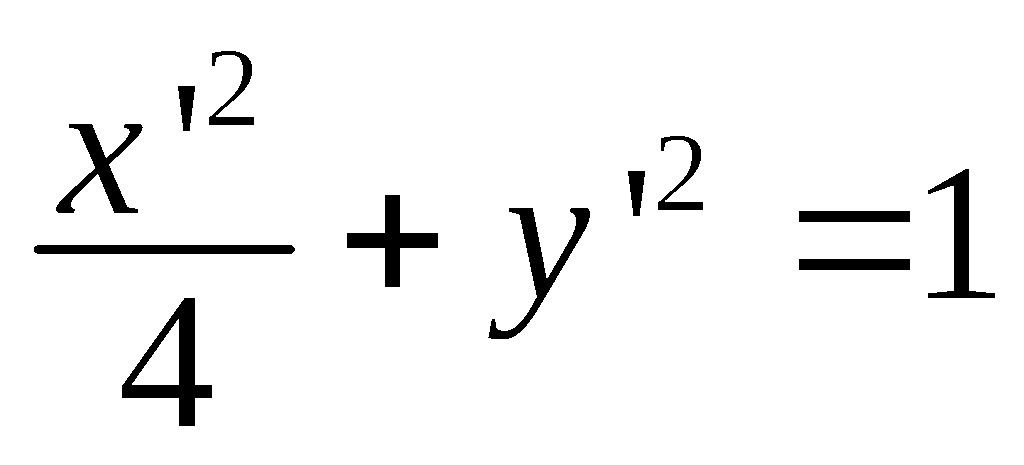 x'²/4 + y'² = 1